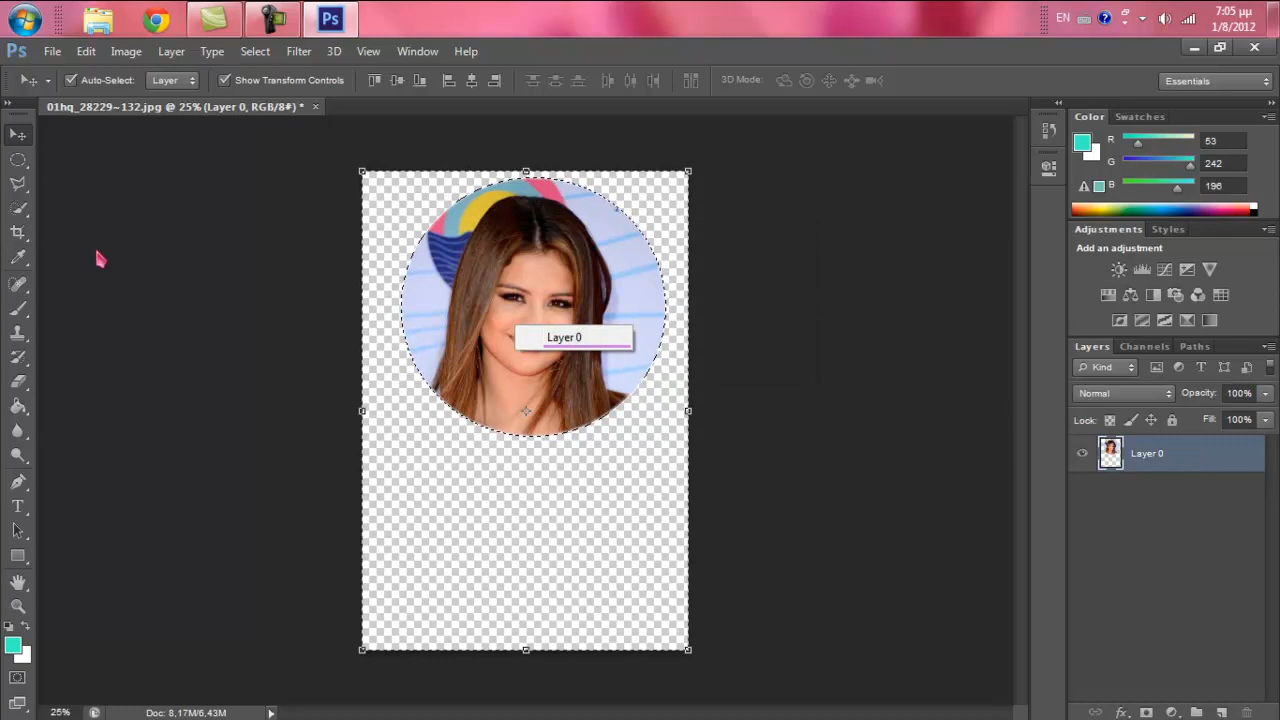 Ps
EN
7:05 μμ
1/8/2012
Ps File Edit Image Layer Type Select Filter 3D View Window Help
Auto-Select: Layer Show Transform Controls 3D Mode: Essentials
01hq_28229~132.jpg @ 25% (Layer 0, RGB/8#) * ×
Color Swatches
R 53
G 242
B 196
Adjustments Styles
Add an adjustment
Layer 0
Layers Channels Paths
Kind
Normal Opacity: 100%
Lock: Fill: 100%
Layer 0
T
25% Doc: 8,17M/6,43M
fx